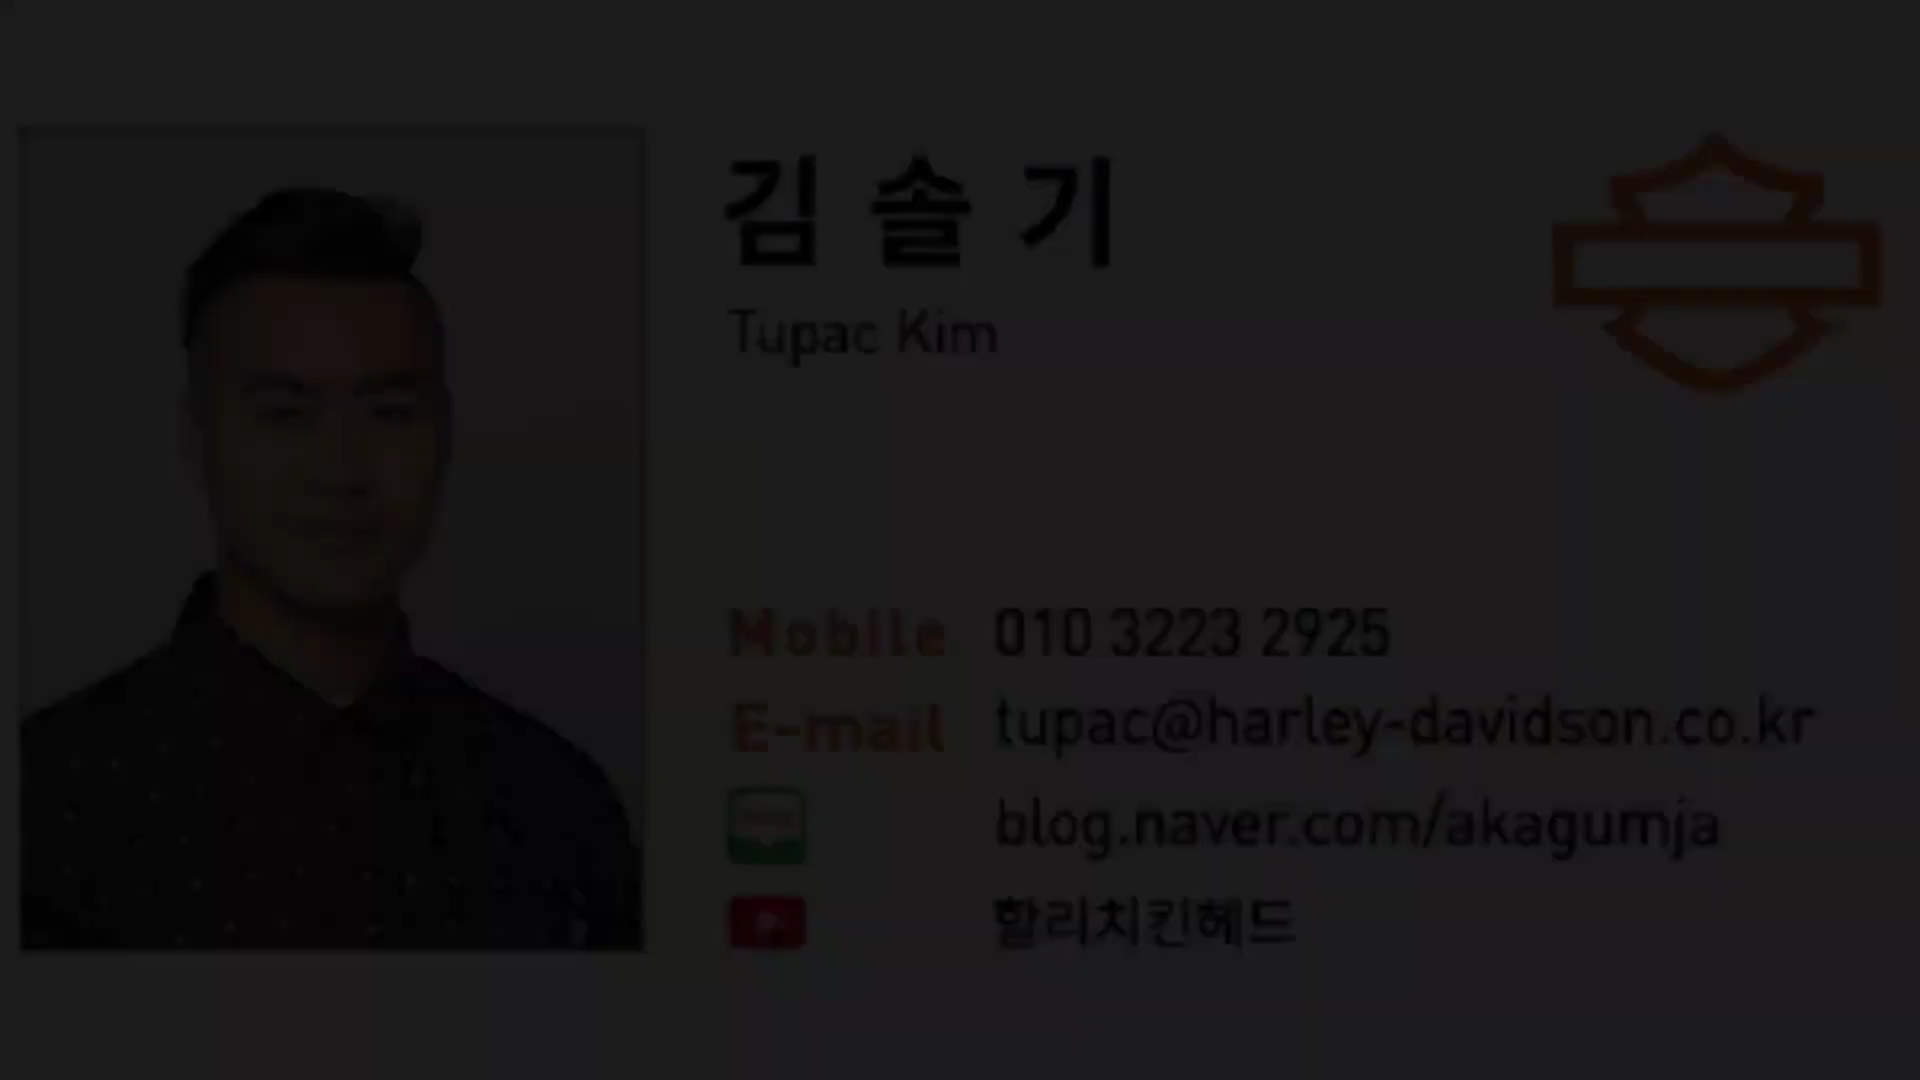 김솔기
Tupac Kim
Mobile 010 3223 2925
E-mail tupac@harley-davidson.co.kr
blog.naver.com/akagumja
할리치킨헤드